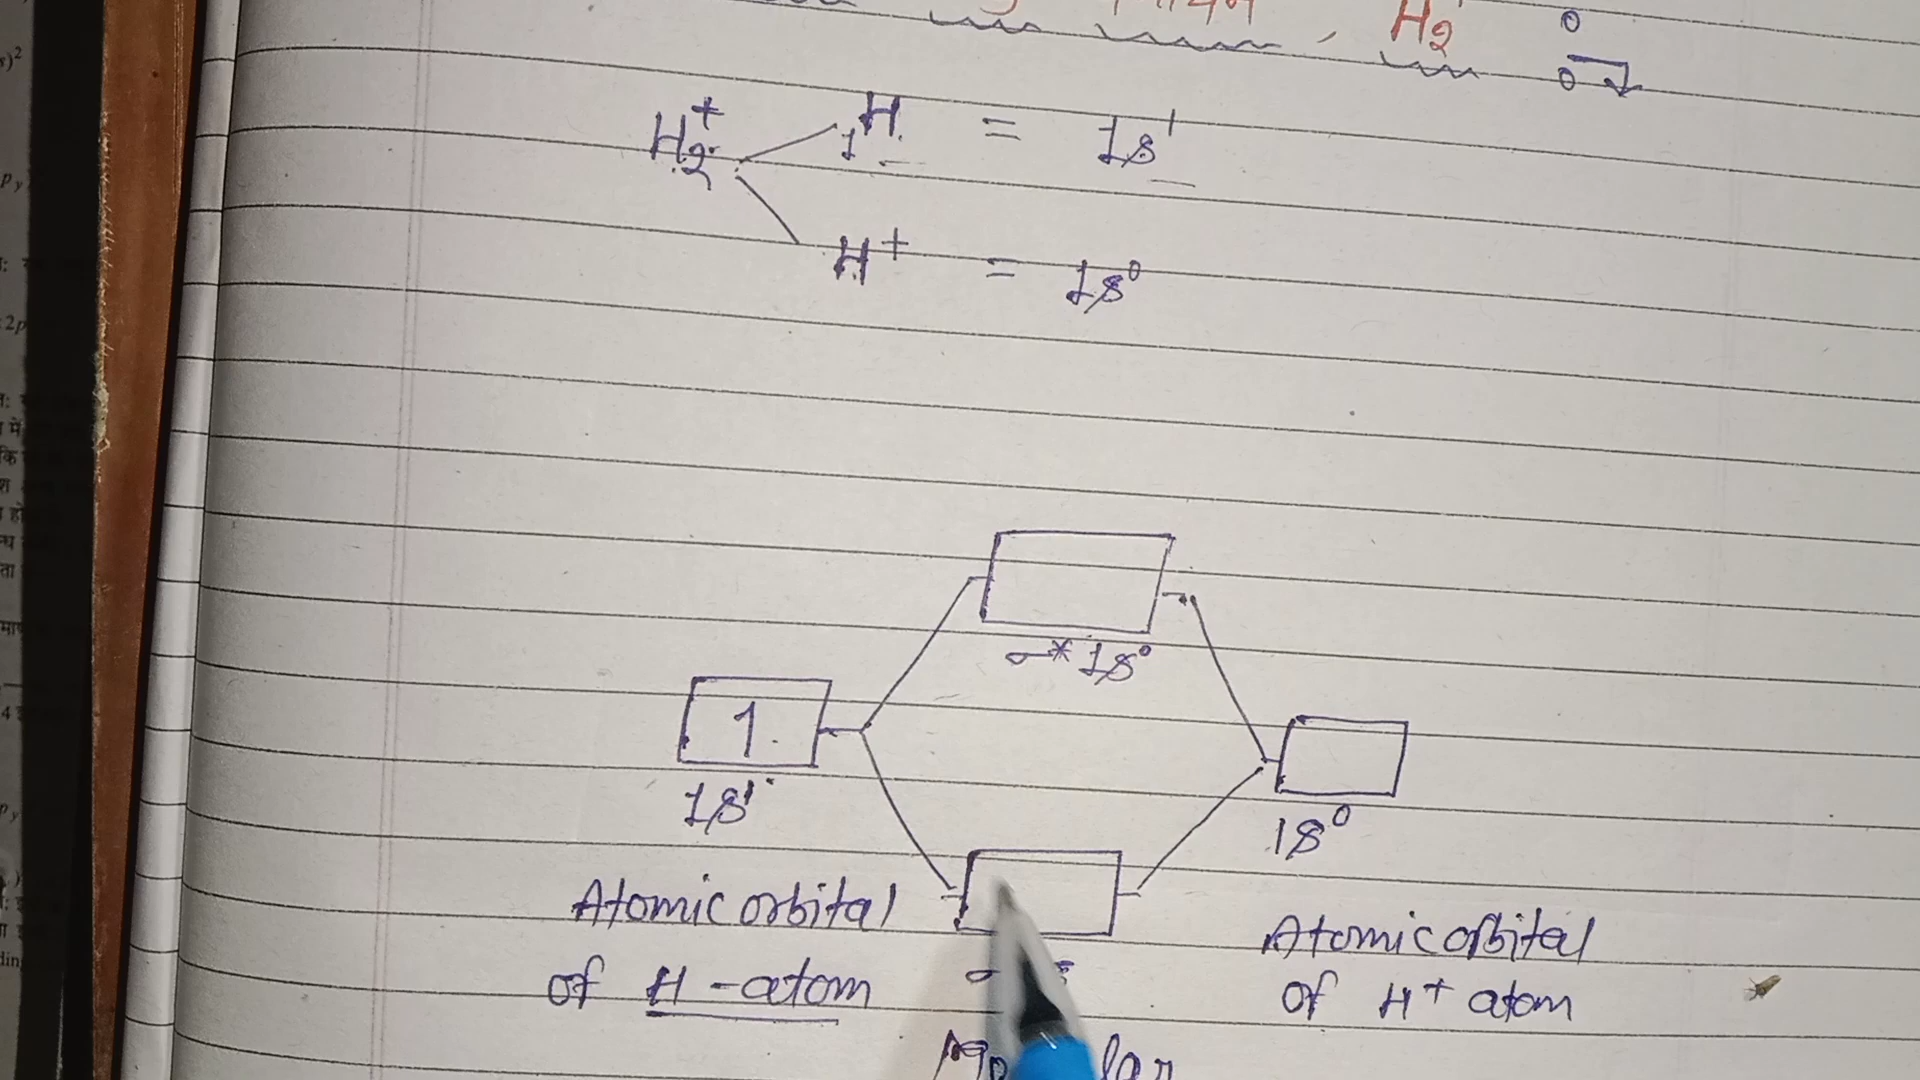 H₂
H₂⁺ ₁H = 1s¹
H⁺ = 1s⁰
σ* 1s⁰
1
1s¹
1s⁰
Atomic orbital
of H - atom
Atomic orbital
of H⁺ atom